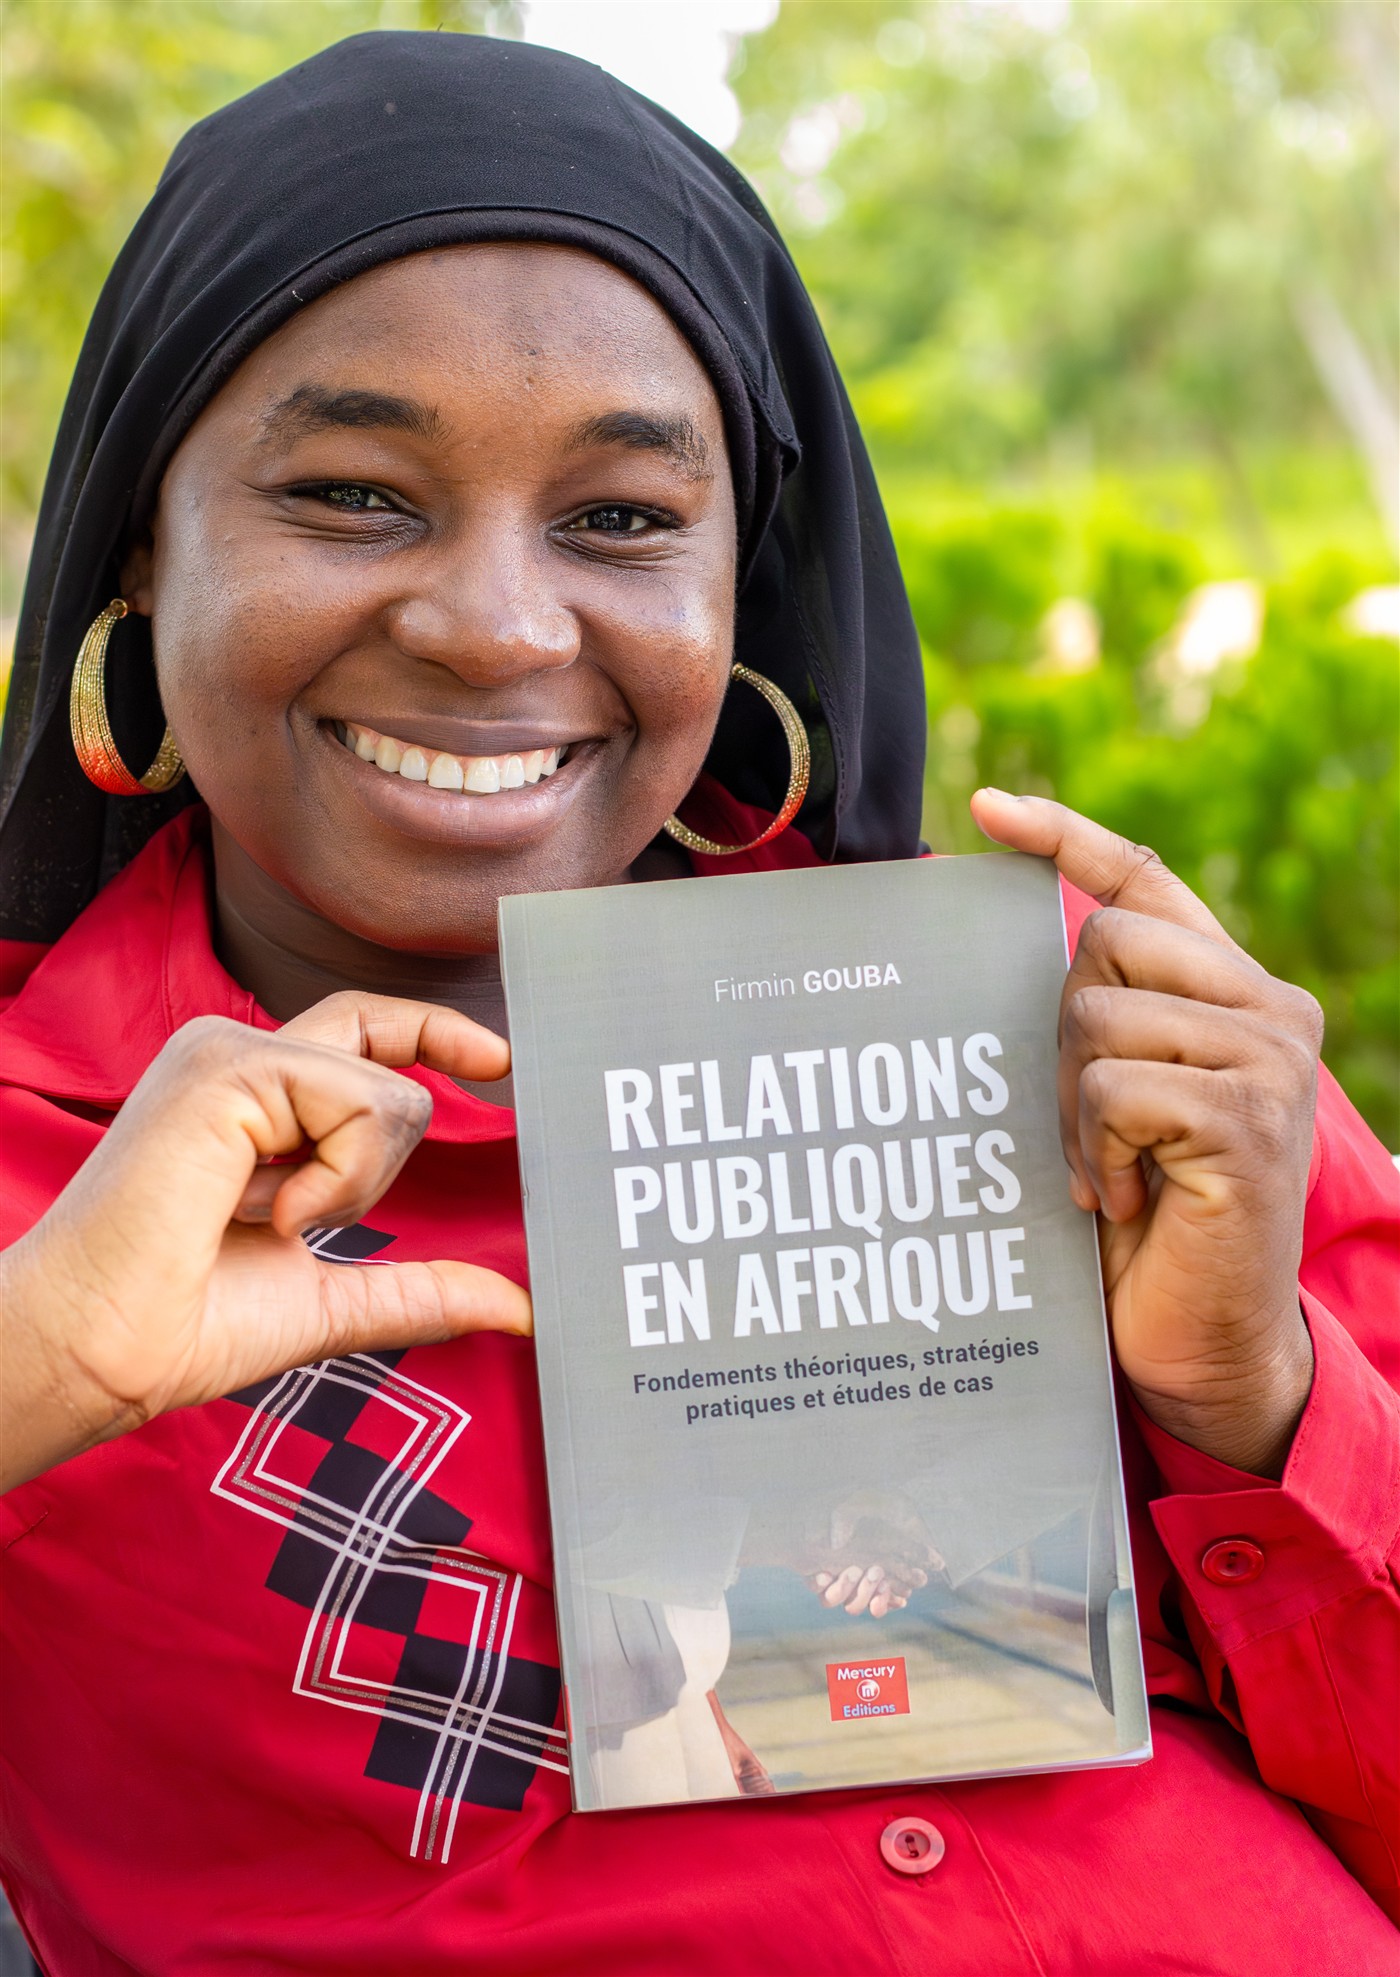 Firmin GOUBA
RELATIONS
PUBLIQUES
EN AFRIQUE
Fondements théoriques, stratégies
pratiques et études de cas
Mercury
m
Editions